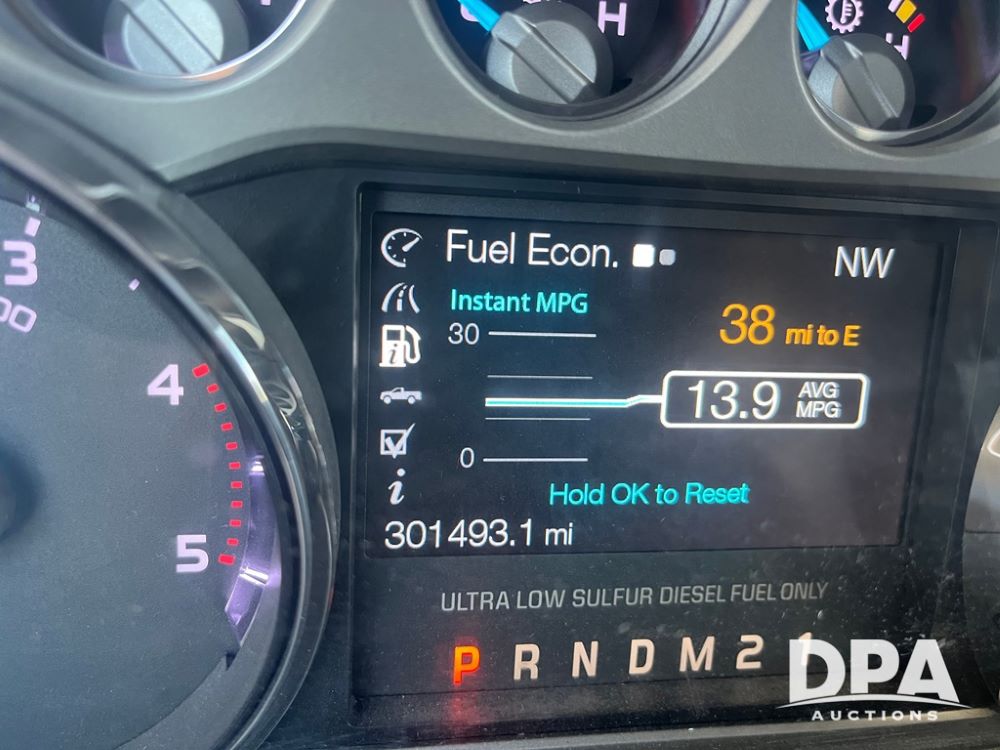 H
H
3
00
4
5
Fuel Econ.
NW
Instant MPG
30
38 mi to E
13.9 AVG MPG
0
i
Hold OK to Reset
301493.1 mi
ULTRA LOW SULFUR DIESEL FUEL ONLY
P R N D M 2 1
DPA
AUCTIONS